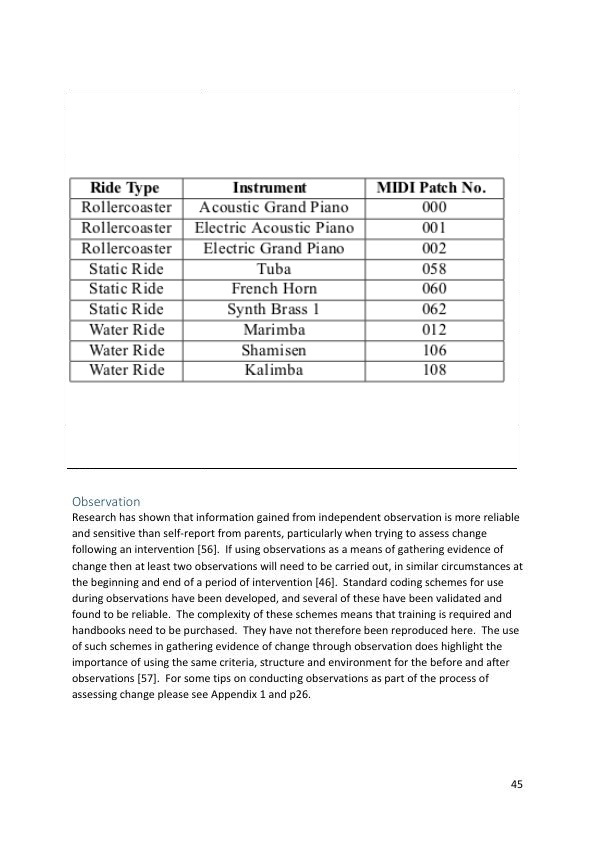 Ride Type Instrument MIDI Patch No.
Rollercoaster Acoustic Grand Piano 000
Rollercoaster Electric Acoustic Piano 001
Rollercoaster Electric Grand Piano 002
Static Ride Tuba 058
Static Ride French Horn 060
Static Ride Synth Brass 1 062
Water Ride Marimba 012
Water Ride Shamisen 106
Water Ride Kalimba 108
Observation
Research has shown that information gained from independent observation is more reliable
and sensitive than self-report from parents, particularly when trying to assess change
following an intervention [56]. If using observations as a means of gathering evidence of
change then at least two observations will need to be carried out, in similar circumstances at
the beginning and end of a period of intervention [46]. Standard coding schemes for use
during observations have been developed, and several of these have been validated and
found to be reliable. The complexity of these schemes means that training is required and
handbooks need to be purchased. They have not therefore been reproduced here. The use
of such schemes in gathering evidence of change through observation does highlight the
importance of using the same criteria, structure and environment for the before and after
observations [57]. For some tips on conducting observations as part of the process of
assessing change please see Appendix 1 and p26.
45